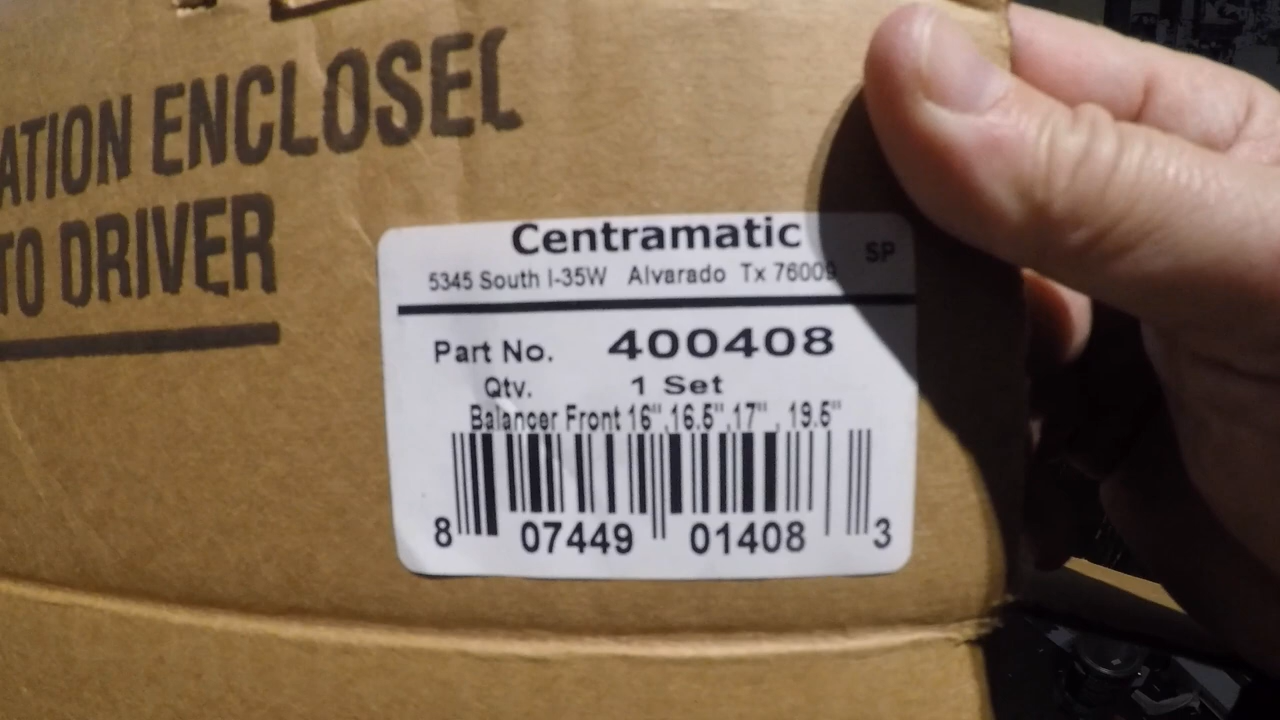 ATION ENCLOSED
TO DRIVER
Centramatic
SP
5345 South I-35W Alvarado Tx 76009
Part No. 400408
Qty. 1 Set
Balancer Front 16",16.5",17", 19.5"
8 07449 01408 3